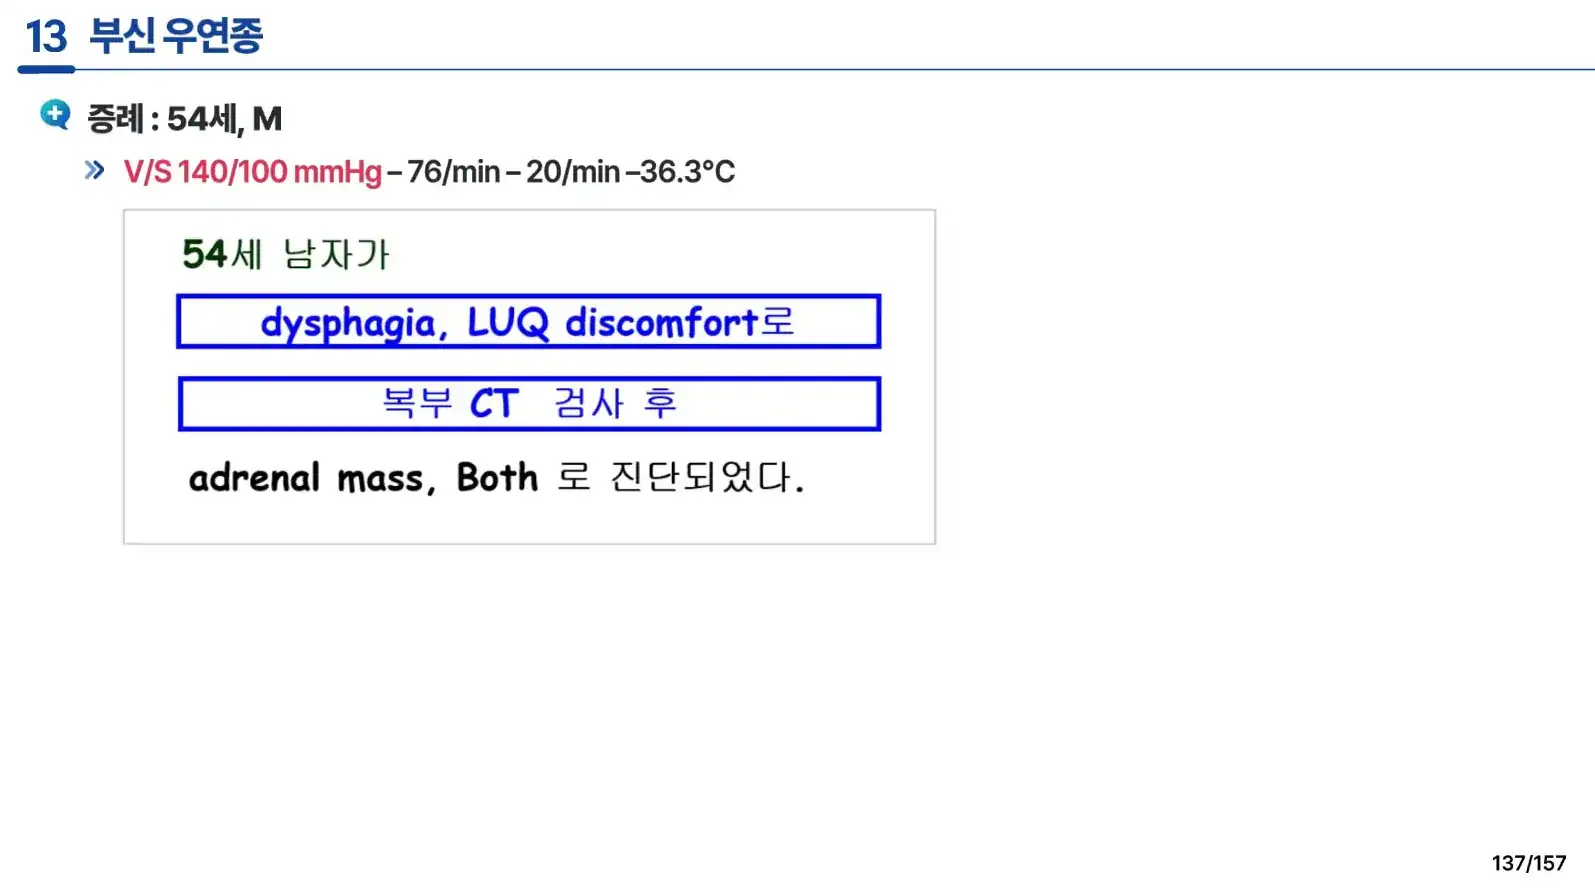 13 부신 우연종
증례 : 54세, M
V/S 140/100 mmHg – 76/min – 20/min –36.3°C
54세 남자가
dysphagia, LUQ discomfort로
복부 CT 검사 후
adrenal mass, Both 로 진단되었다.
137/157